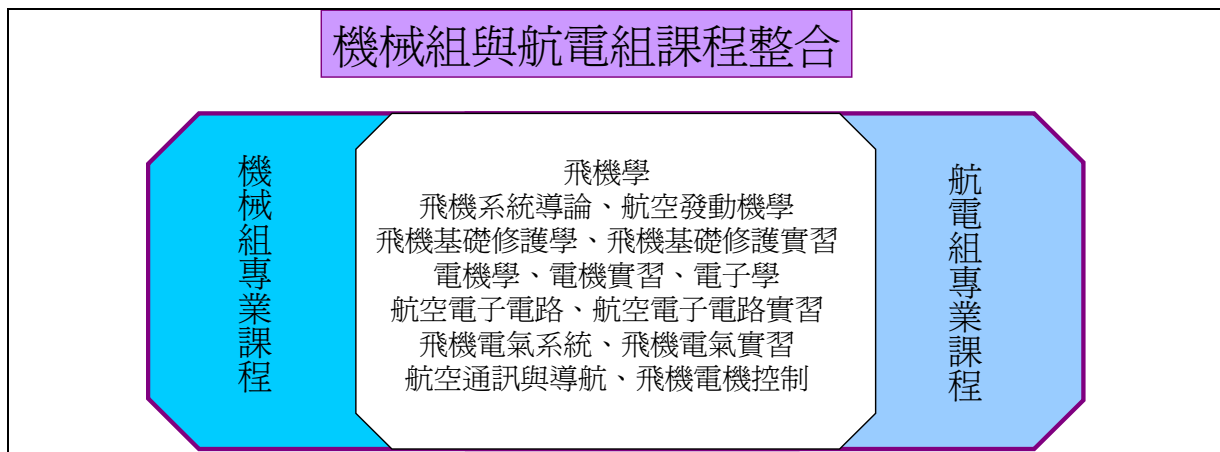 機械組與航電組課程整合
機械組專業課程
飛機學
飛機系統導論、航空發動機學
飛機基礎修護學、飛機基礎修護實習
電機學、電機實習、電子學
航空電子電路、航空電子電路實習
飛機電氣系統、飛機電氣實習
航空通訊與導航、飛機電機控制
航電組專業課程